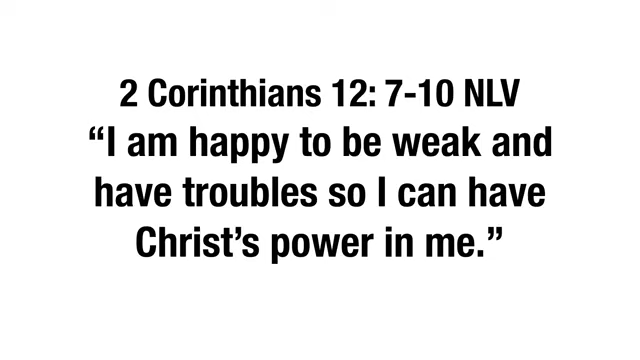 2 Corinthians 12: 7-10 NLV
“I am happy to be weak and
have troubles so I can have
Christ’s power in me.”